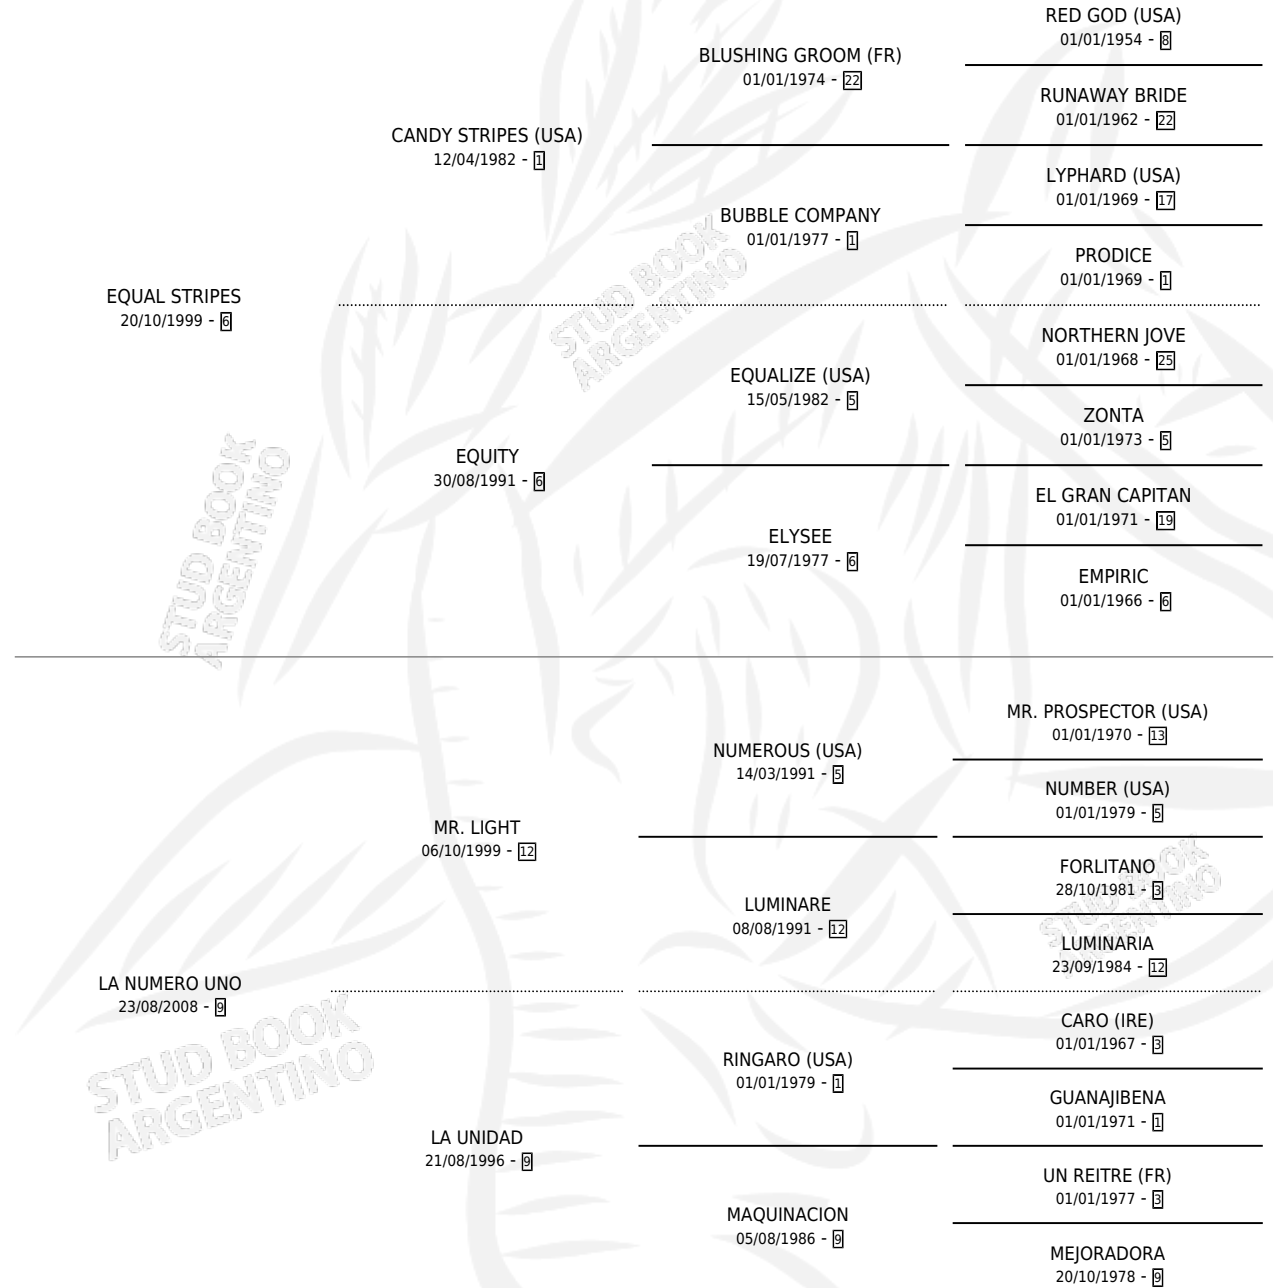 RED GOD (USA)
01/01/1954 - 8
BLUSHING GROOM (FR)
01/01/1974 - 22
RUNAWAY BRIDE
01/01/1962 - 22
CANDY STRIPES (USA)
12/04/1982 - 1
LYPHARD (USA)
01/01/1969 - 17
BUBBLE COMPANY
01/01/1977 - 1
PRODICE
01/01/1969 - 1
EQUAL STRIPES
20/10/1999 - 6
STUD BOOK
ARGENTINO
NORTHERN JOVE
01/01/1968 - 25
EQUALIZE (USA)
15/05/1982 - 5
ZONTA
01/01/1973 - 5
EQUITY
30/08/1991 - 6
EL GRAN CAPITAN
01/01/1971 - 19
ELYSEE
19/07/1977 - 6
EMPIRIC
01/01/1966 - 6
STUD BOOK
ARGENTINO
MR. PROSPECTOR (USA)
01/01/1970 - 13
NUMEROUS (USA)
14/03/1991 - 5
NUMBER (USA)
01/01/1979 - 5
MR. LIGHT
06/10/1999 - 12
FORLITANO
28/10/1981 - 3
LUMINARE
08/08/1991 - 12
LUMINARIA
23/09/1984 - 12
STUD BOOK
ARGENTINO
LA NUMERO UNO
23/08/2008 - 9
CARO (IRE)
01/01/1967 - 3
RINGARO (USA)
01/01/1979 - 1
GUANAJIBENA
01/01/1971 - 1
STUD BOOK
ARGENTINO
LA UNIDAD
21/08/1996 - 9
UN REITRE (FR)
01/01/1977 - 3
MAQUINACION
05/08/1986 - 9
MEJORADORA
20/10/1978 - 9